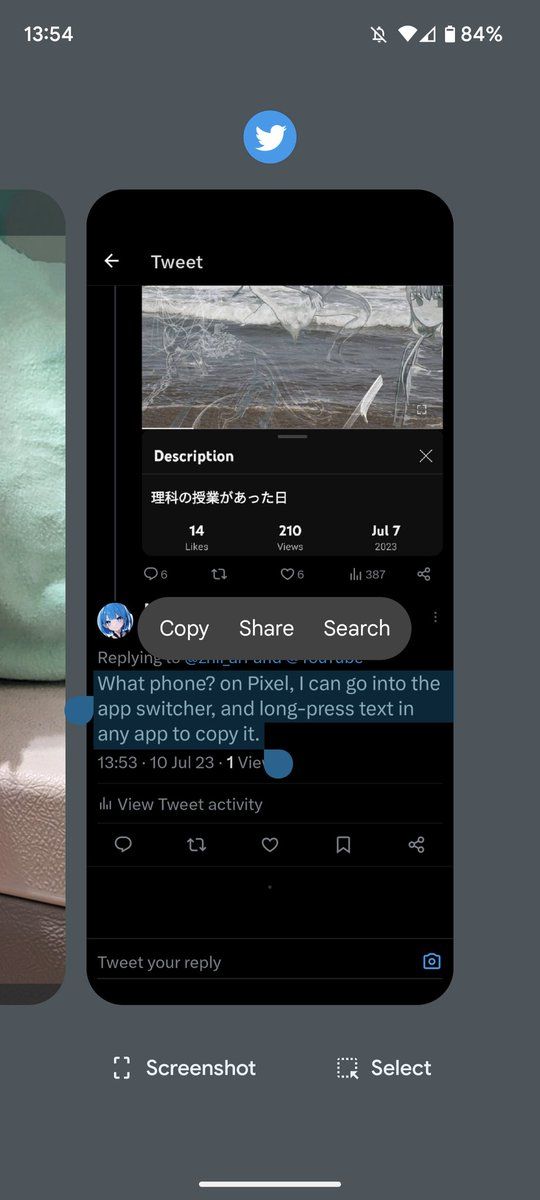 13:54
84%
Tweet
Description
理科の授業があった日
14
210
Jul 7
Likes
Views
2023
6
6
387
Copy
Share
Search
Replying to
and
What phone? on Pixel, I can go into the
app switcher, and long-press text in
any app to copy it.
13:53 · 10 Jul 23 · 1
View Tweet activity
Tweet your reply
Screenshot
Select